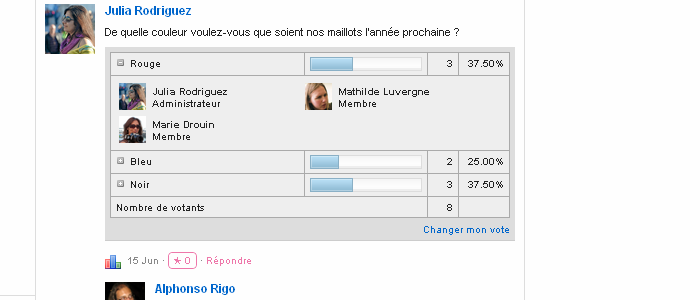 Julia Rodriguez
De quelle couleur voulez-vous que soient nos maillots l'année prochaine ?
Rouge 3 37.50%
Julia Rodriguez Mathilde Luvergne
Administrateur Membre
Marie Drouin
Membre
Bleu 2 25.00%
Noir 3 37.50%
Nombre de votants 8
Changer mon vote
15 Jun · ★ 0 · Répondre
Alphonso Rigo